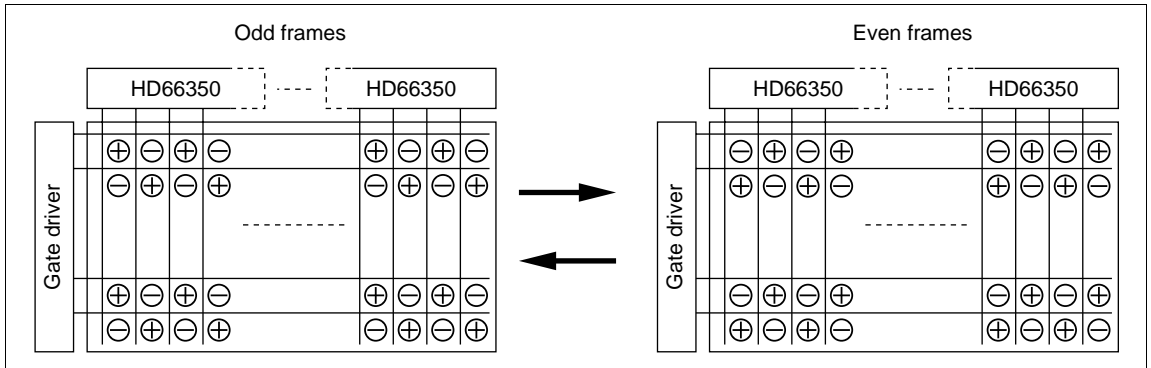 Odd frames
HD66350
HD66350
Gate driver
⊕ ⊖ ⊕ ⊖ ⊕ ⊖ ⊕ ⊖
⊖ ⊕ ⊖ ⊕ ⊖ ⊕ ⊖ ⊕
⊕ ⊖ ⊕ ⊖ ⊕ ⊖ ⊕ ⊖
⊖ ⊕ ⊖ ⊕ ⊖ ⊕ ⊖ ⊕
Even frames
HD66350
HD66350
Gate driver
⊖ ⊕ ⊖ ⊕ ⊖ ⊕ ⊖ ⊕
⊕ ⊖ ⊕ ⊖ ⊕ ⊖ ⊕ ⊖
⊖ ⊕ ⊖ ⊕ ⊖ ⊕ ⊖ ⊕
⊕ ⊖ ⊕ ⊖ ⊕ ⊖ ⊕ ⊖